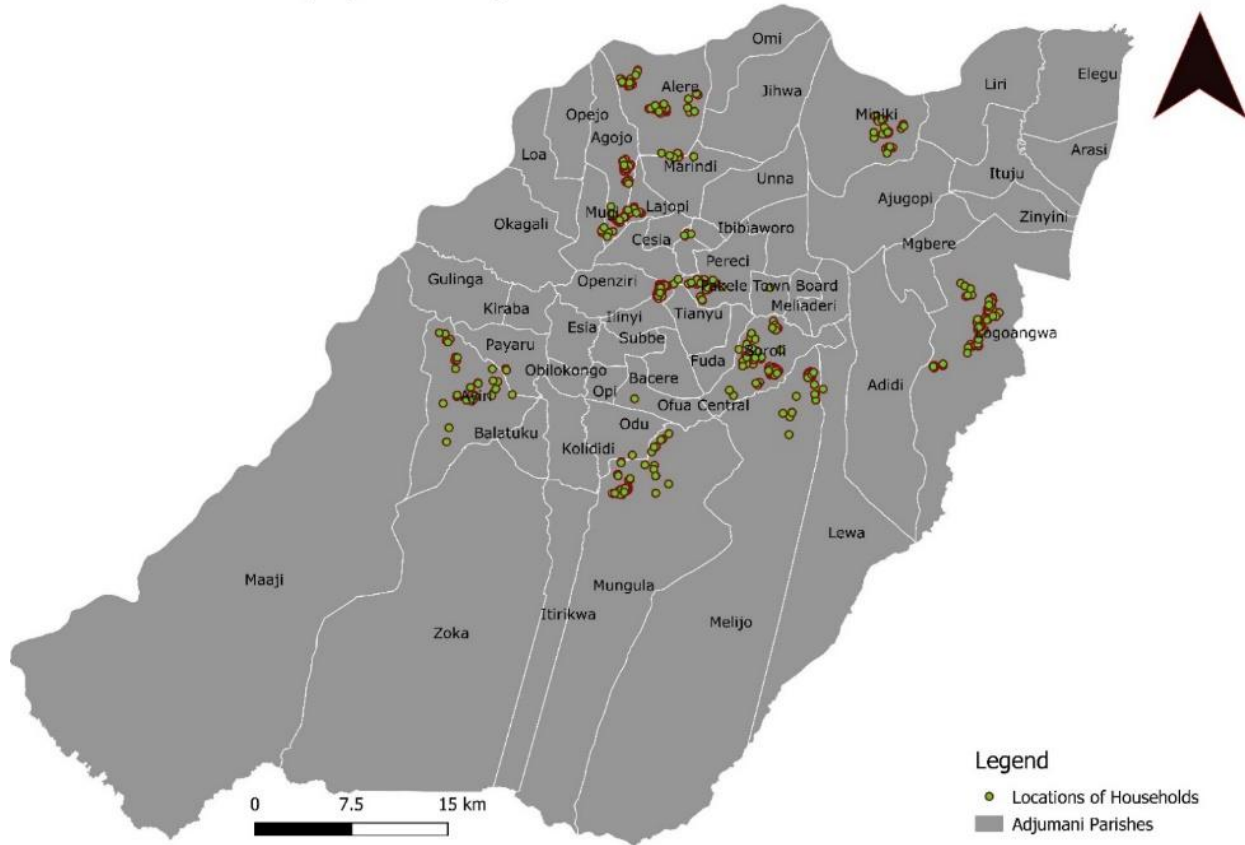 Omi
Elegu
Liri
Alere
Jihwa
Opejo
Miniki
Agojo
Arasi
Loa
Marindi
Ituju
Unna
Ajugopi
Lajopi
Zinyini
Okagali
Ibibiaworo
Cesia
Mgbere
Pereci
Gulinga
Openziri
Pakele Town Board
Kiraba
Meliaderi
Ilinyi
Tianyu
Esia
Subbe
Payaru
Fuda
Obilokongo
Bacere
Adidi
Opi
Ofua Central
Odu
Balatuku
Kolididi
Lewa
Maaji
Mungula
Itirikwa
Melijo
Zoka
Legend
0 7.5 15 km
Locations of Households
Adjumani Parishes